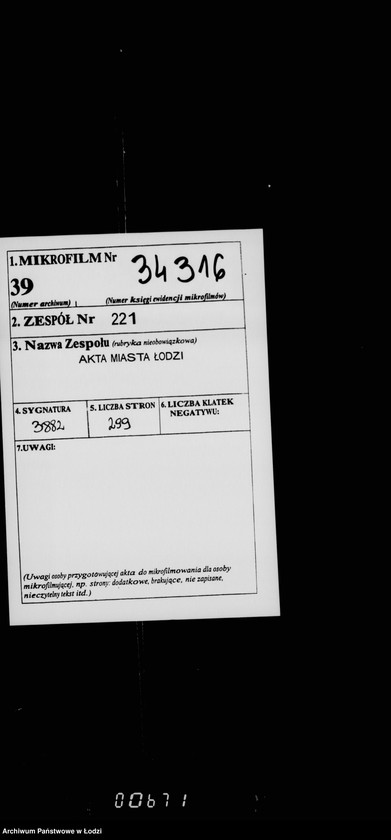 1. MIKROFILM Nr 34316
39
(Numer archiwum) (Numer księgi ewidencji mikrofilmów)
2. ZESPÓŁ Nr 221
3. Nazwa Zespołu (rubryka nieobowiązkowa)
AKTA MIASTA ŁODZI
4. SYGNATURA 5. LICZBA STRON 6. LICZBA KLATEK
NEGATYWU:
3882 299
7.UWAGI:
(Uwagi osoby przygotowującej akta do mikrofilmowania dla osoby
mikrofilmującej, np. strony: dodatkowe, brakujące, nie zapisane,
nieczytelny tekst itd.)
00671
Archiwum Państwowe w Łodzi